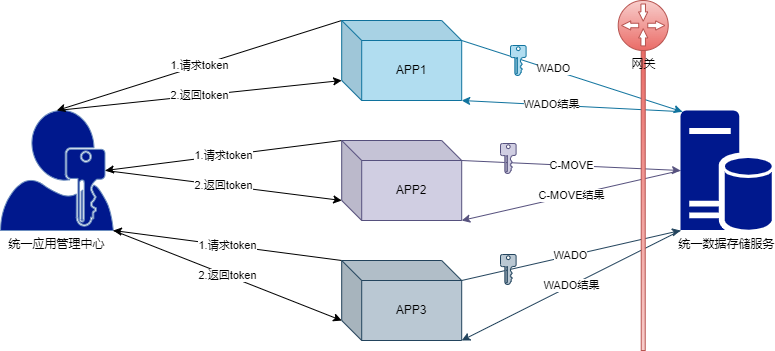 网关
1.请求token
APP1
WADO
2.返回token
WADO结果
1.请求token
C-MOVE
2.返回token
APP2
C-MOVE结果
统一应用管理中心
统一数据存储服务
1.请求token
WADO
2.返回token
WADO结果
APP3